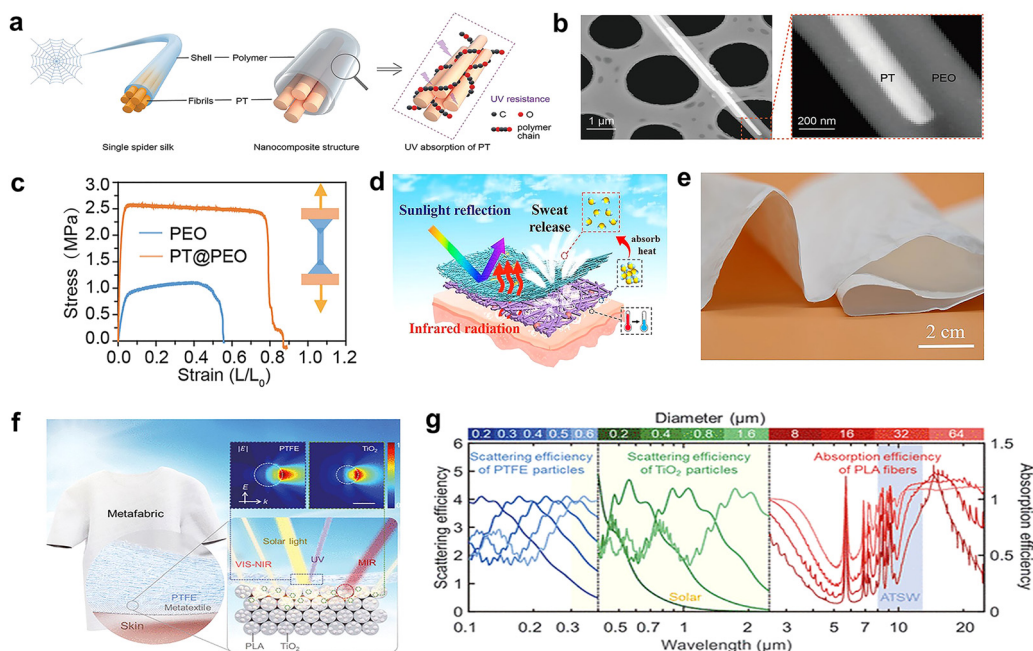 a
Shell
Polymer
Fibrils
PT
UV resistance
C
O
polymer
chain
Single spider silk
Nanocomposite structure
UV absorption of PT
b
1 μm
PT
PEO
200 nm
c
Stress (MPa)
3.0
2.5
2.0
1.5
1.0
0.5
0.0
PEO
PT@PEO
0 0.2 0.4 0.6 0.8 1.0 1.2
Strain (L/L0)
d
Sunlight reflection
Sweat
release
absorb
heat
Infrared radiation
e
2 cm
f
Metafabric
|E|
PTFE
TiO2
E
k
Solar light
VIS-NIR
UV
MIR
PTFE
Metatextile
Skin
PLA
TiO2
g
Diameter (μm)
0.2 0.3 0.4 0.5 0.6
0.2 0.4 0.8 1.6
8 16 32 64
Scattering efficiency
of PTFE particles
Scattering efficiency
of TiO2 particles
Absorption efficiency
of PLA fibers
Scattering efficiency
6
5
4
3
2
1
0
Solar
ATSW
1.5
1
0.5
0
Absorption efficiency
0.1 0.2 0.3 0.5 0.7 1 2 3 5 7 10 20
Wavelength (μm)